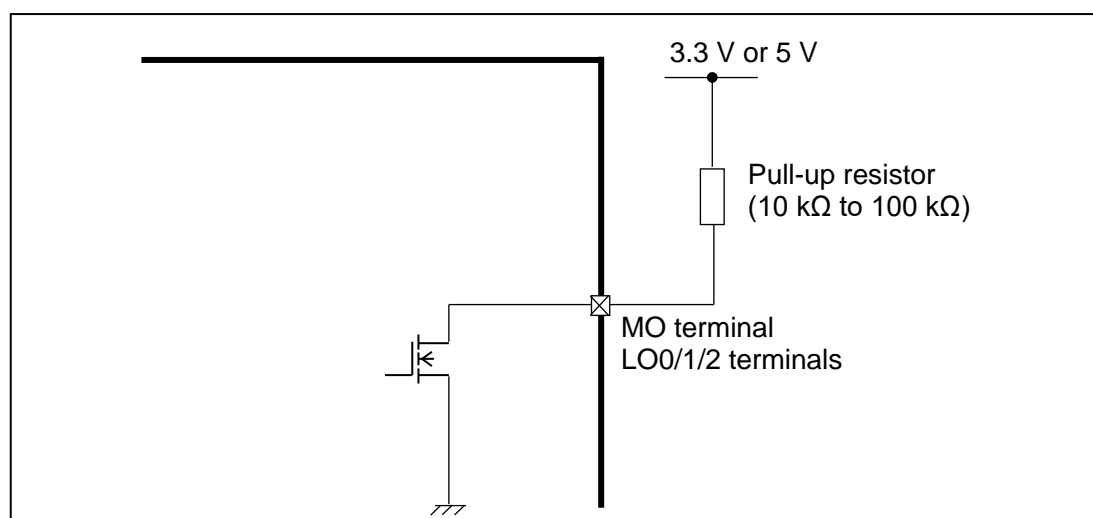 3.3 V or 5 V
Pull-up resistor
(10 kΩ to 100 kΩ)
MO terminal
LO0/1/2 terminals